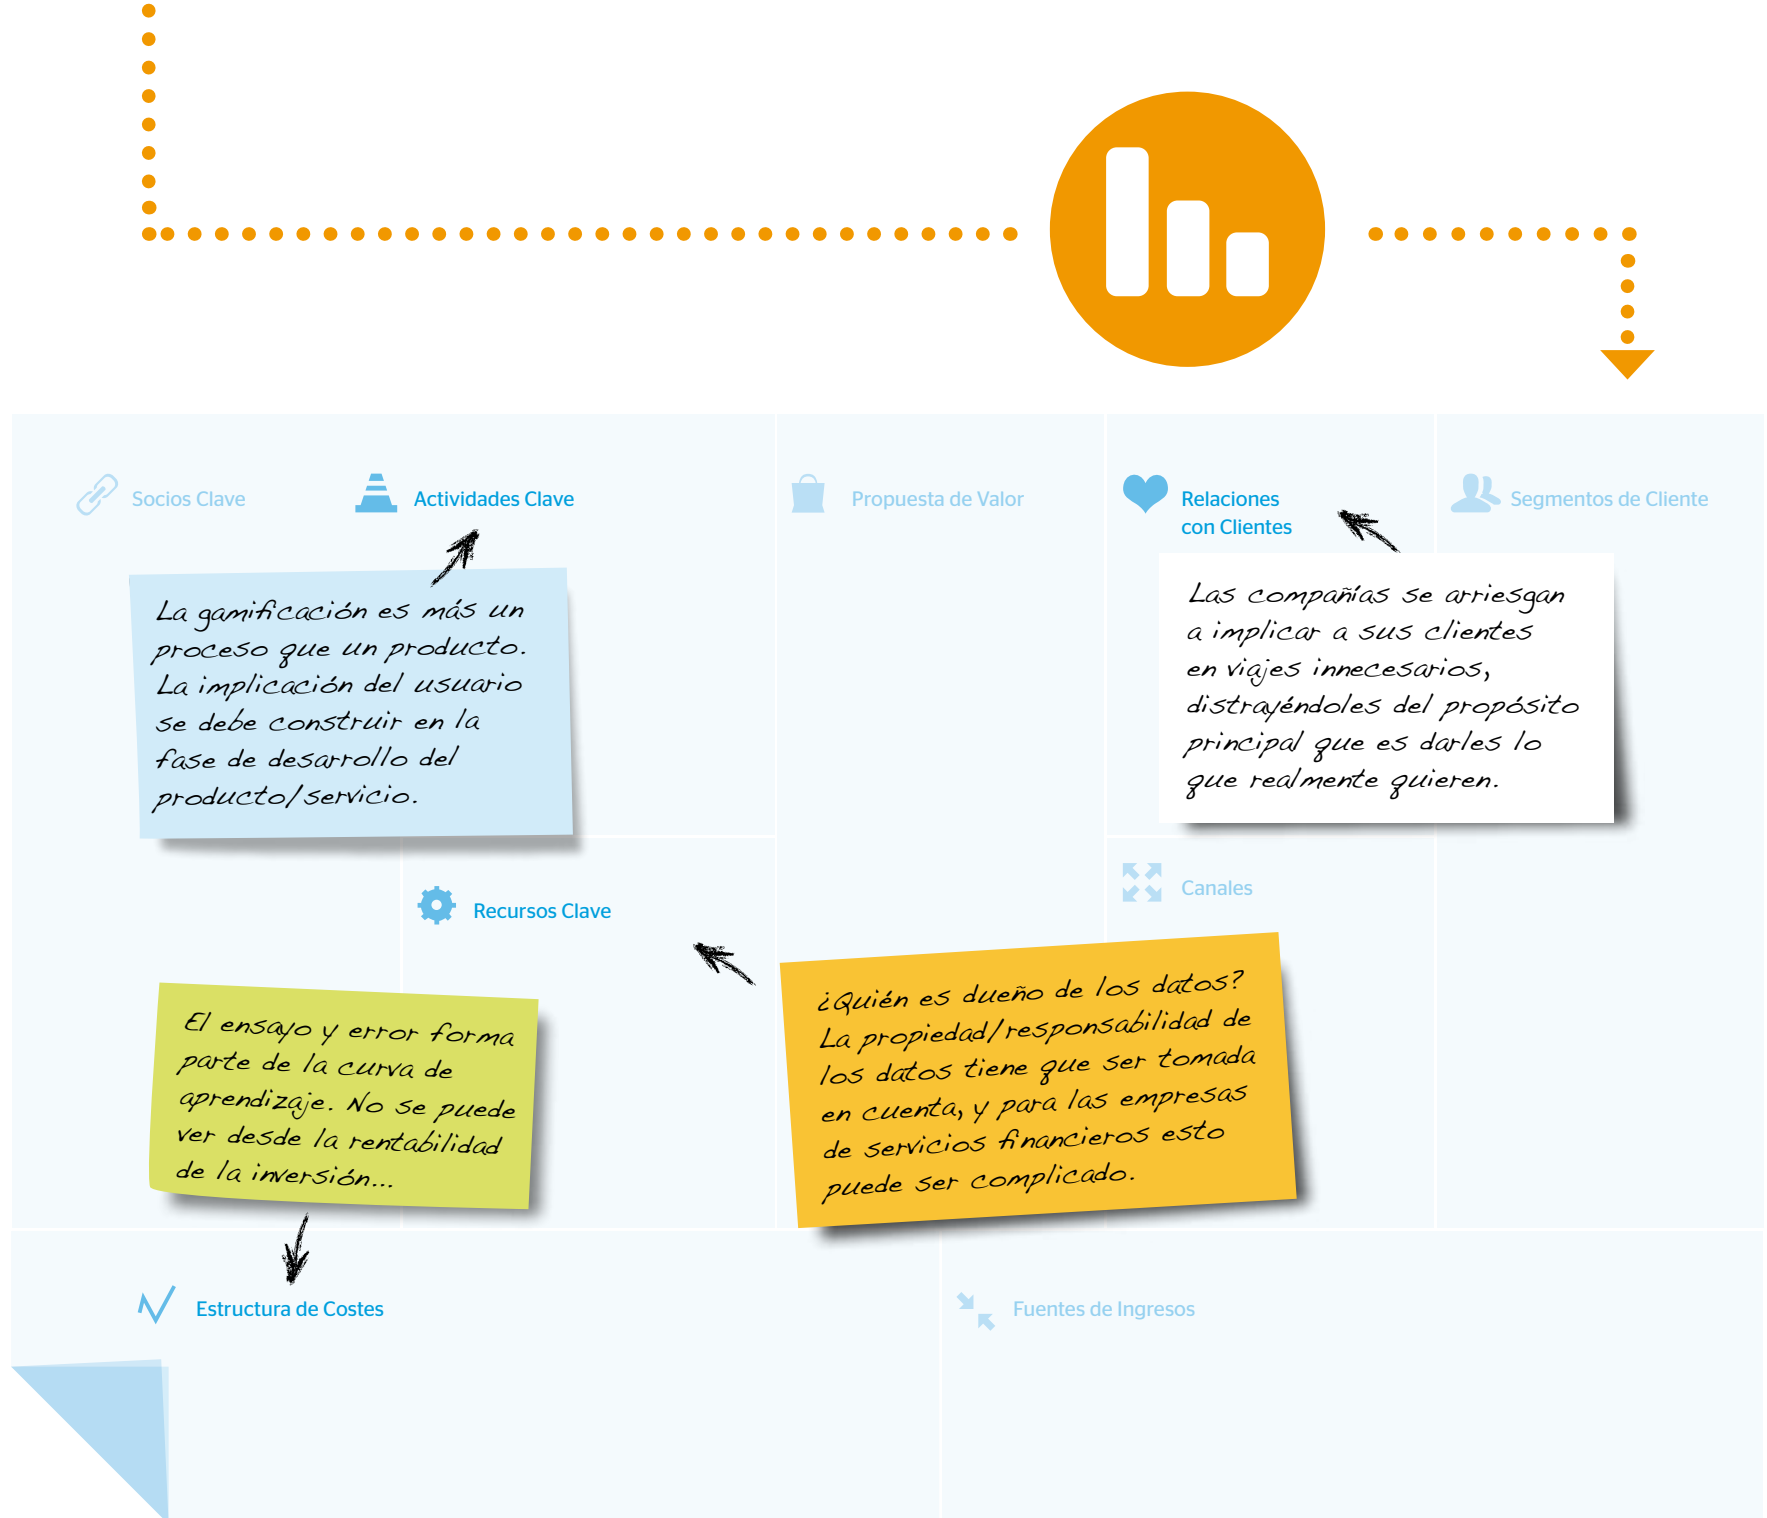 Socios Clave
Actividades Clave
Propuesta de Valor
Relaciones
con Clientes
Segmentos de Cliente
La gamificación es más un
proceso que un producto.
La implicación del usuario
se debe construir en la
fase de desarrollo del
producto/servicio.
Las compañías se arriesgan
a implicar a sus clientes
en viajes innecesarios,
distrayéndoles del propósito
principal que es darles lo
que realmente quieren.
Recursos Clave
Canales
El ensayo y error forma
parte de la curva de
aprendizaje. No se puede
ver desde la rentabilidad
de la inversión...
¿Quién es dueño de los datos?
La propiedad/responsabilidad de
los datos tiene que ser tomada
en cuenta, y para las empresas
de servicios financieros esto
puede ser complicado.
Estructura de Costes
Fuentes de Ingresos